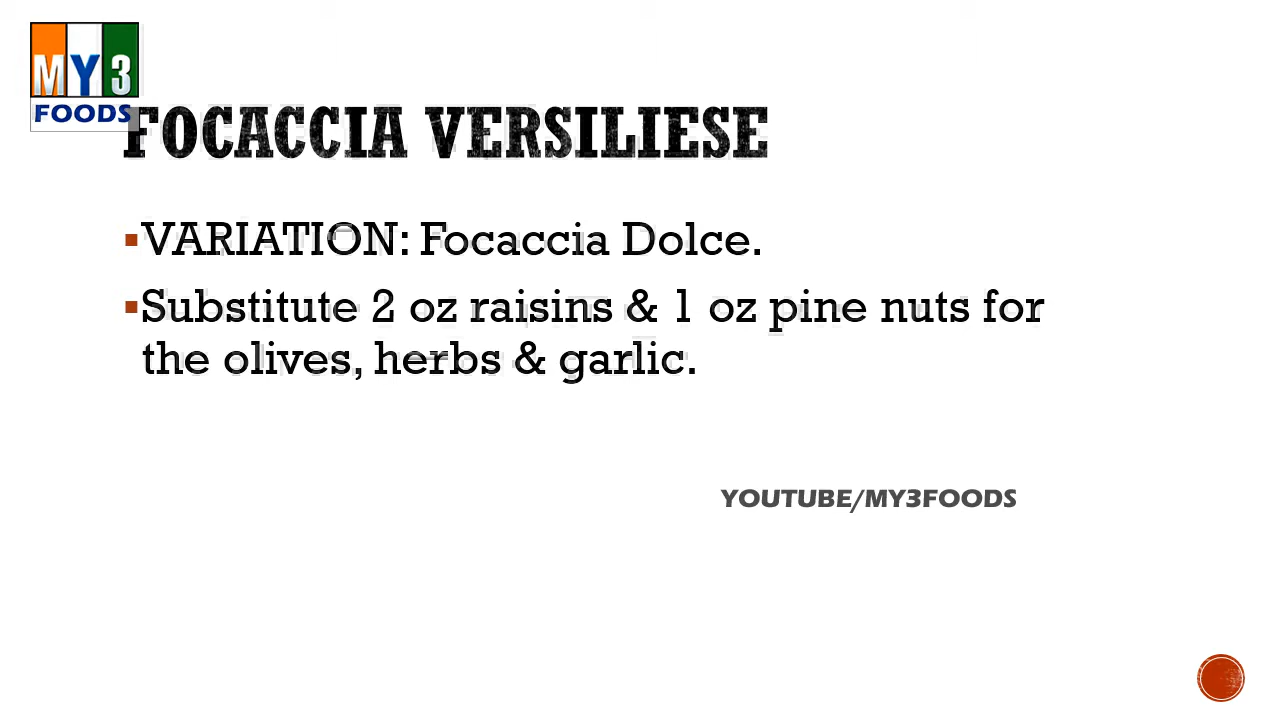 MY3
FOODS
FOCACCIA VERSILIESE
▪VARIATION: Focaccia Dolce.
▪Substitute 2 oz raisins & 1 oz pine nuts for
the olives, herbs & garlic.
YOUTUBE/MY3FOODS